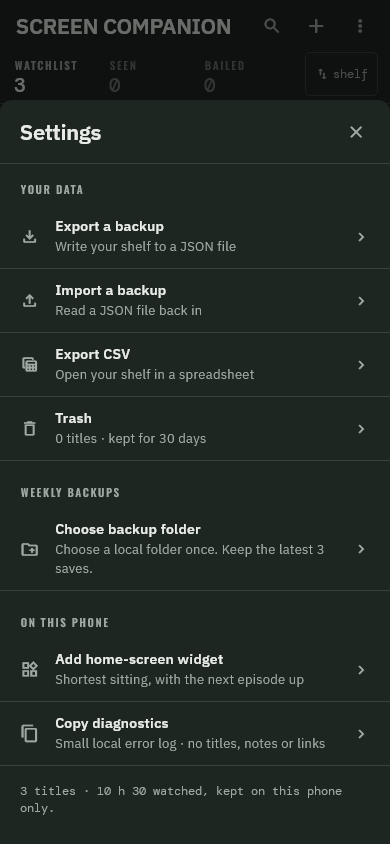 SCREEN COMPANION
WATCHLIST SEEN BAILED
3 0 0
shelf
Settings
YOUR DATA
Export a backup
Write your shelf to a JSON file
Import a backup
Read a JSON file back in
Export CSV
Open your shelf in a spreadsheet
Trash
0 titles · kept for 30 days
WEEKLY BACKUPS
Choose backup folder
Choose a local folder once. Keep the latest 3
saves.
ON THIS PHONE
Add home-screen widget
Shortest sitting, with the next episode up
Copy diagnostics
Small local error log · no titles, notes or links
3 titles · 10 h 30 watched, kept on this phone
only.